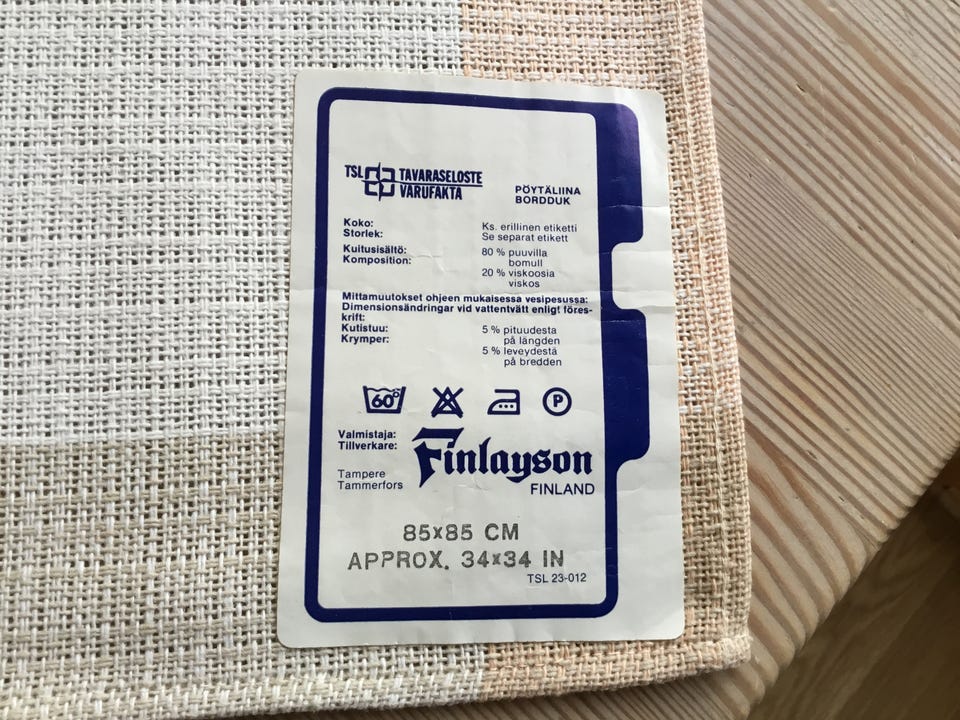 TSL TAVARASELOSTE
VARUFAKTA
PÖYTÄLIINA
BORDDUK
Koko: Ks. erillinen etiketti
Storlek: Se separat etikett
Kuitusisältö: 80 % puuvilla
Komposition: bomull
20 % viskoosia
viskos
Mittamuutokset ohjeen mukaisessa vesipesussa:
Dimensionsändringar vid vattentvätt enligtföres-
krift:
Kutistuu: 5 % pituudesta
Krymper: på längden
5 % leveydestä
på bredden
60° P
Valmistaja:
Tillverkare:
Finlayson
Tampere
Tammerfors
FINLAND
85x85 CM
APPROX. 34x34 IN
TSL 23-012